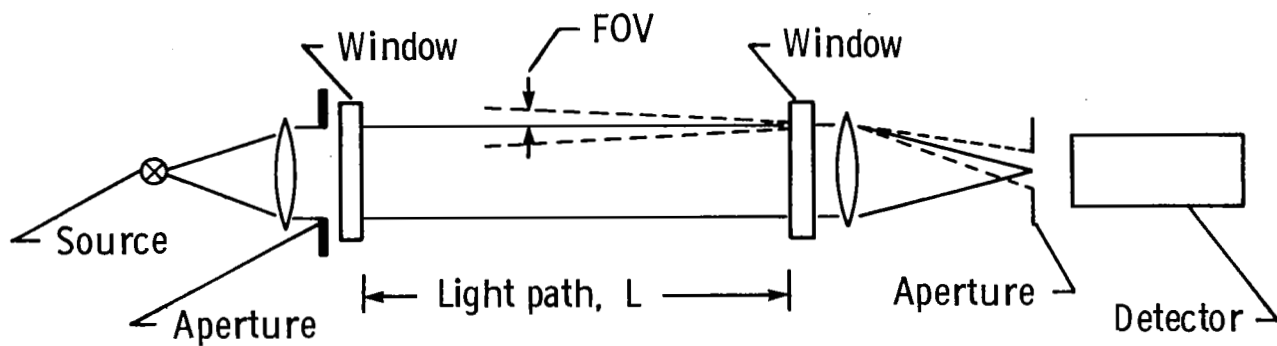 FOV
Window
Window
Source
Aperture
Light path, L
Aperture
Detector